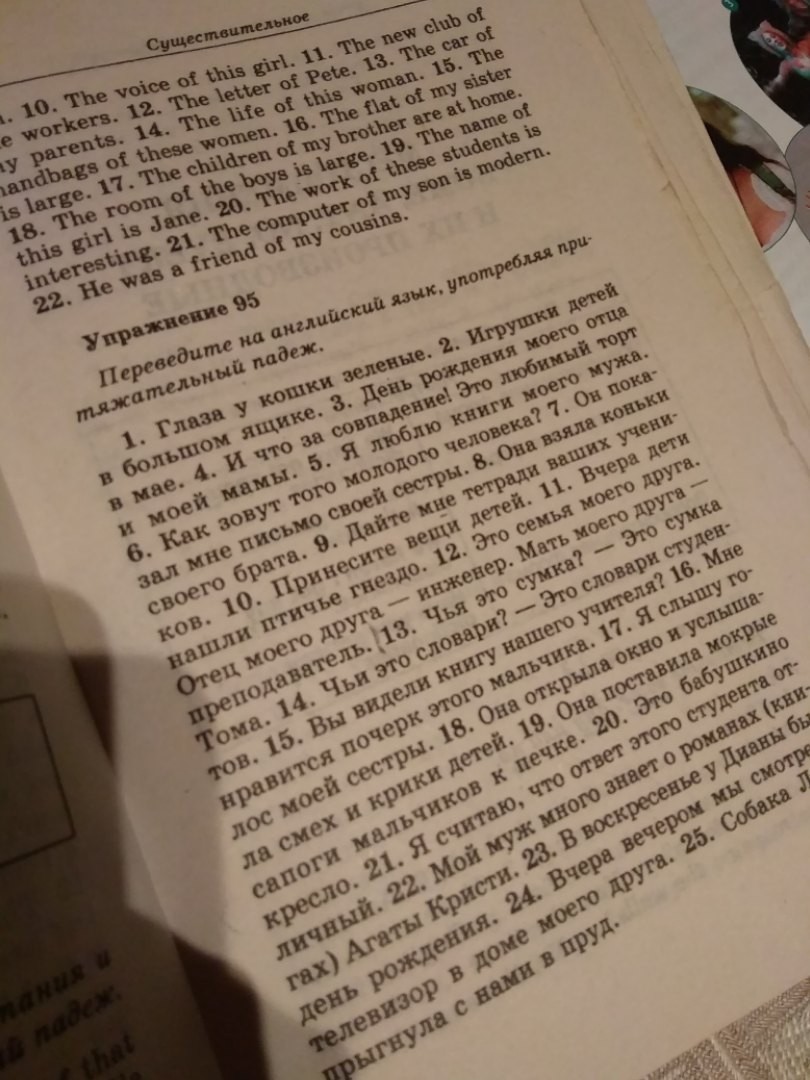 Существительное
10. The voice of this girl. 11. The new club of
workers. 12. The letter of Pete. 13. The car of
parents. 14. The life of this woman. 15. The
handbags of these women. 16. The flat of my sister
is large. 17. The children of my brother are at home.
18. The room of the boys is large. 19. The name of
this girl is Jane. 20. The work of these students is
interesting. 21. The computer of my son is modern.
22. He was a friend of my cousins.
Упражнение 95
Переведите на английский язык, употребляя при-
тяжательный падеж.
1. Глаза у кошки зеленые. 2. Игрушки детей
в большом ящике. 3. День рождения моего отца
в мае. 4. И что за совпадение! Это любимый торт
и моей мамы. 5. Я люблю книги моего мужа.
6. Как зовут того молодого человека? 7. Он пока-
зал мне письмо своей сестры. 8. Она взяла коньки
своего брата. 9. Дайте мне тетради ваших учени-
ков. 10. Принесите вещи детей. 11. Вчера дети
нашли птичье гнездо. 12. Это семья моего друга.
Отец моего друга — инженер. Мать моего друга —
преподаватель. 13. Чья это сумка? — Это сумка
Тома. 14. Чьи это словари? — Это словари студен-
тов. 15. Вы видели книгу нашего учителя? 16. Мне
нравится почерк этого мальчика. 17. Я слышу го-
лос моей сестры. 18. Она открыла окно и услыша-
ла смех и крики детей. 19. Она поставила мокрые
сапоги мальчиков к печке. 20. Это бабушкино
кресло. 21. Я считаю, что ответ этого студента от-
личный. 22. Мой муж много знает о романах (кни-
гах) Агаты Кристи. 23. В воскресенье у Дианы
день рождения. 24. Вчера вечером мы
телевизор в доме моего друга. 25. Собака
прыгнула с нами в пруд.
падеж.
that